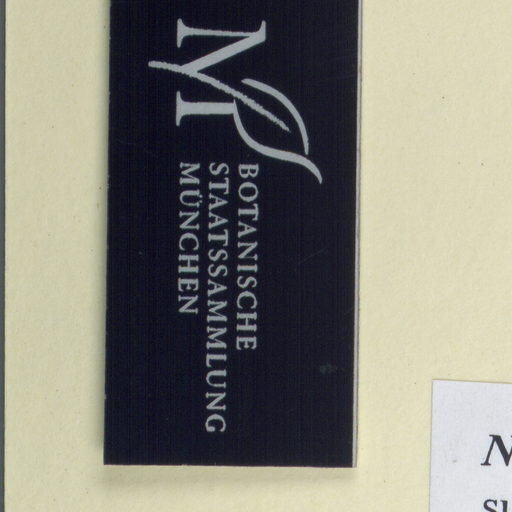 M
BOTANISCHE
STAATSSAMMLUNG
MÜNCHEN